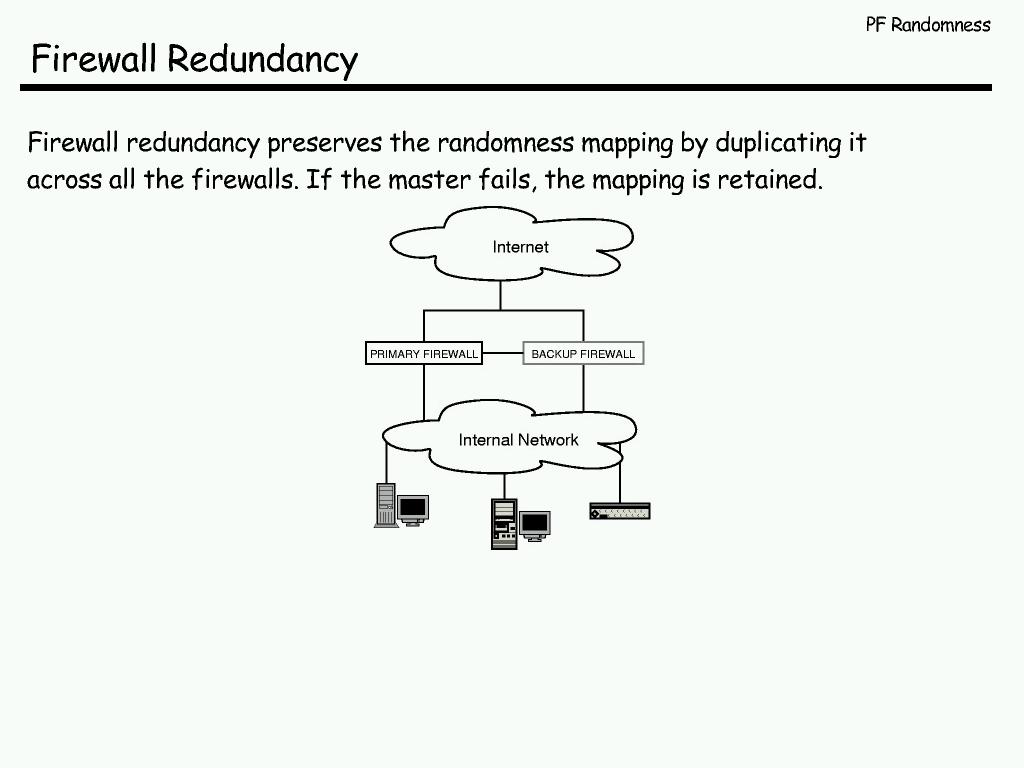 PF Randomness
Firewall Redundancy
Firewall redundancy preserves the randomness mapping by duplicating it
across all the firewalls. If the master fails, the mapping is retained.
Internet
PRIMARY FIREWALL
BACKUP FIREWALL
Internal Network